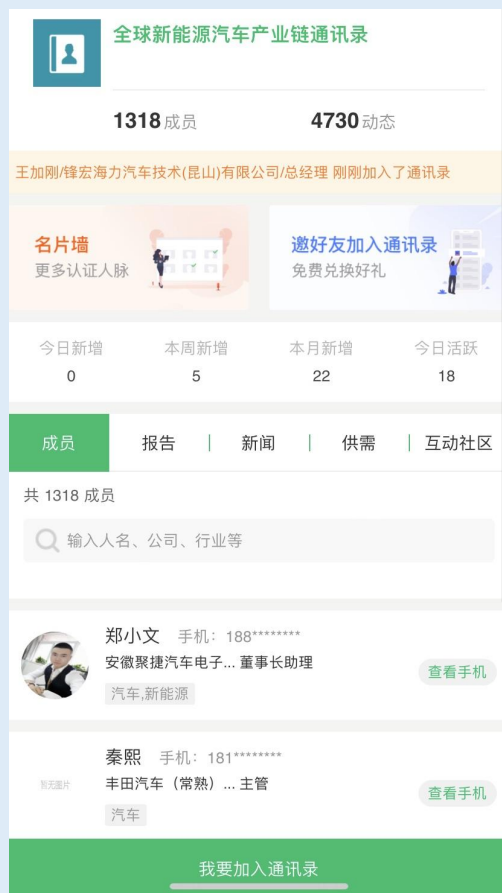 全球新能源汽车产业链通讯录
1318成员 4730动态
王加刚/锋宏海力汽车技术(昆山)有限公司/总经理 刚刚加入了通讯录
名片墙 邀好友加入通讯录
更多认证人脉 免费兑换好礼
今日新增 本周新增 本月新增 今日活跃
0 5 22 18
成员 报告 新闻 供需 互动社区
共 1318 成员
输入人名、公司、行业等
郑小文 手机: 188********
安徽聚捷汽车电子... 董事长助理
查看手机
汽车,新能源
秦熙 手机: 181********
丰田汽车（常熟）... 主管
暂无图片 查看手机
汽车
我要加入通讯录